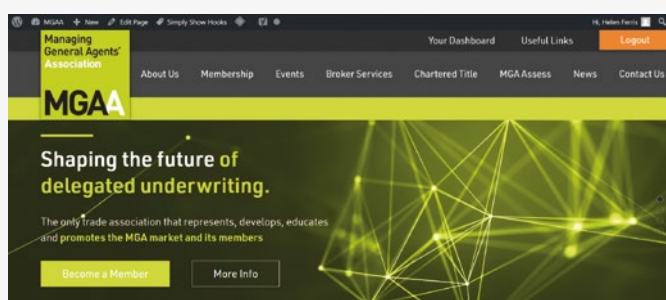 MGAA + New Edit Page Simply Show Hooks Hi, Helen Ferris
Managing
General Agents'
Association
MGAA
Your Dashboard Useful Links Logout
About Us Membership Events Broker Services Chartered Title MGA Assess News Contact Us
Shaping the future of
delegated underwriting.
The only trade association that represents, develops, educates
and promotes the MGA market and its members
Become a Member More Info